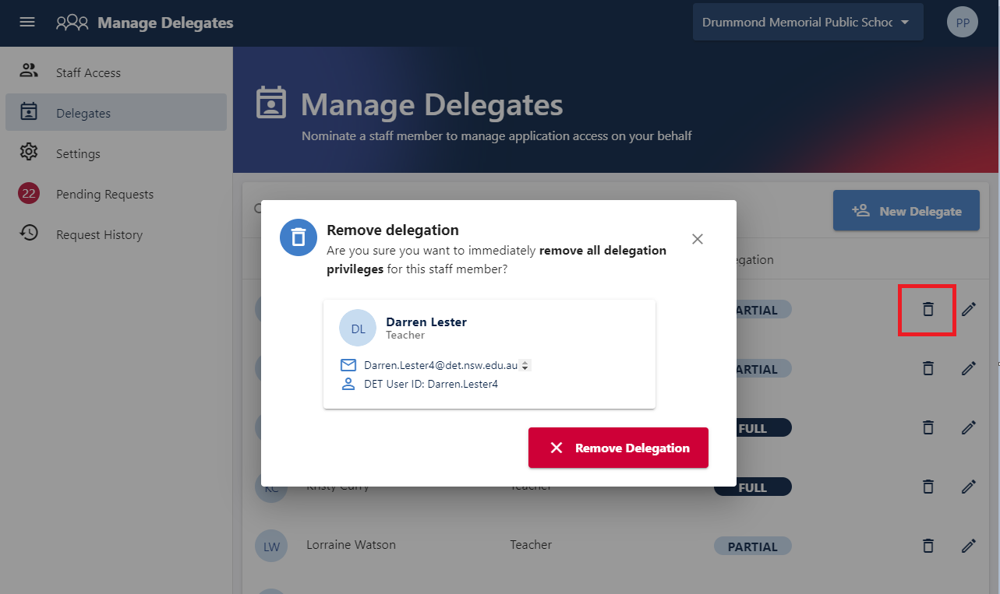 Manage Delegates
Drummond Memorial Public Schoo
PP
Staff Access
Delegates
Settings
22 Pending Requests
Request History
Manage Delegates
Nominate a staff member to manage application access on your behalf
New Delegate
egation
Remove delegation
Are you sure you want to immediately remove all delegation
privileges for this staff member?
DL
Darren Lester
Teacher
Darren.Lester4@det.nsw.edu.au
DET User ID: Darren.Lester4
Remove Delegation
ARTIAL
ARTIAL
FULL
KC Kristy Curry Teacher FULL
LW Lorraine Watson Teacher PARTIAL